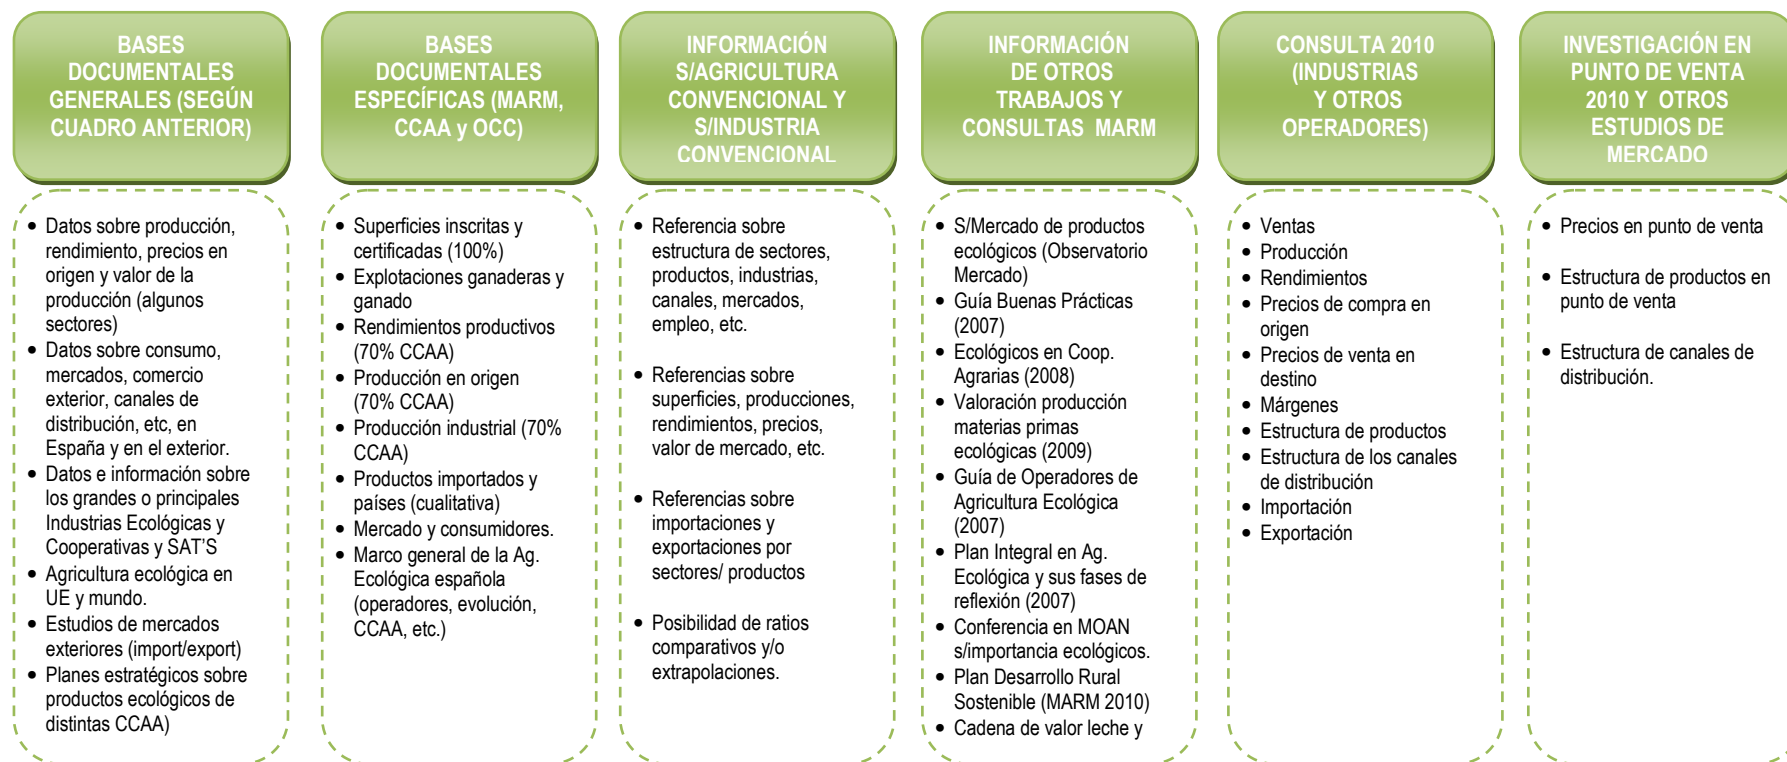 BASES
DOCUMENTALES
GENERALES (SEGÚN
CUADRO ANTERIOR)
• Datos sobre producción,
rendimiento, precios en
origen y valor de la
producción (algunos
sectores)
• Datos sobre consumo,
mercados, comercio
exterior, canales de
distribución, etc, en
España y en el exterior.
• Datos e información sobre
los grandes o principales
Industrias Ecológicas y
Cooperativas y SAT'S
• Agricultura ecológica en
UE y mundo.
• Estudios de mercados
exteriores (import/export)
• Planes estratégicos sobre
productos ecológicos de
distintas CCAA)
BASES
DOCUMENTALES
ESPECÍFICAS (MARM,
CCAA y OCC)
• Superficies inscritas y
certificadas (100%)
• Explotaciones ganaderas y
ganado
• Rendimientos productivos
(70% CCAA)
• Producción en origen
(70% CCAA)
• Producción industrial (70%
CCAA)
• Productos importados y
países (cualitativa)
• Mercado y consumidores.
• Marco general de la Ag.
Ecológica española
(operadores, evolución,
CCAA, etc.)
INFORMACIÓN
S/AGRICULTURA
CONVENCIONAL Y
S/INDUSTRIA
CONVENCIONAL
• Referencia sobre
estructura de sectores,
productos, industrias,
canales, mercados,
empleo, etc.
• Referencias sobre
superficies, producciones,
rendimientos, precios,
valor de mercado, etc.
• Referencias sobre
importaciones y
exportaciones por
sectores/ productos
• Posibilidad de ratios
comparativos y/o
extrapolaciones.
INFORMACIÓN
DE OTROS
TRABAJOS Y
CONSULTAS MARM
• S/Mercado de productos
ecológicos (Observatorio
Mercado)
• Guía Buenas Prácticas
(2007)
• Ecológicos en Coop.
Agrarias (2008)
• Valoración producción
materias primas
ecológicas (2009)
• Guía de Operadores de
Agricultura Ecológica
(2007)
• Plan Integral en Ag.
Ecológica y sus fases de
reflexión (2007)
• Conferencia en MOAN
s/importancia ecológicos.
• Plan Desarrollo Rural
Sostenible (MARM 2010)
• Cadena de valor leche y
CONSULTA 2010
(INDUSTRIAS
Y OTROS
OPERADORES)
• Ventas
• Producción
• Rendimientos
• Precios de compra en
origen
• Precios de venta en
destino
• Márgenes
• Estructura de productos
• Estructura de los canales
de distribución
• Importación
• Exportación
INVESTIGACIÓN EN
PUNTO DE VENTA
2010 Y OTROS
ESTUDIOS DE
MERCADO
• Precios en punto de venta
• Estructura de productos en
punto de venta
• Estructura de canales de
distribución.